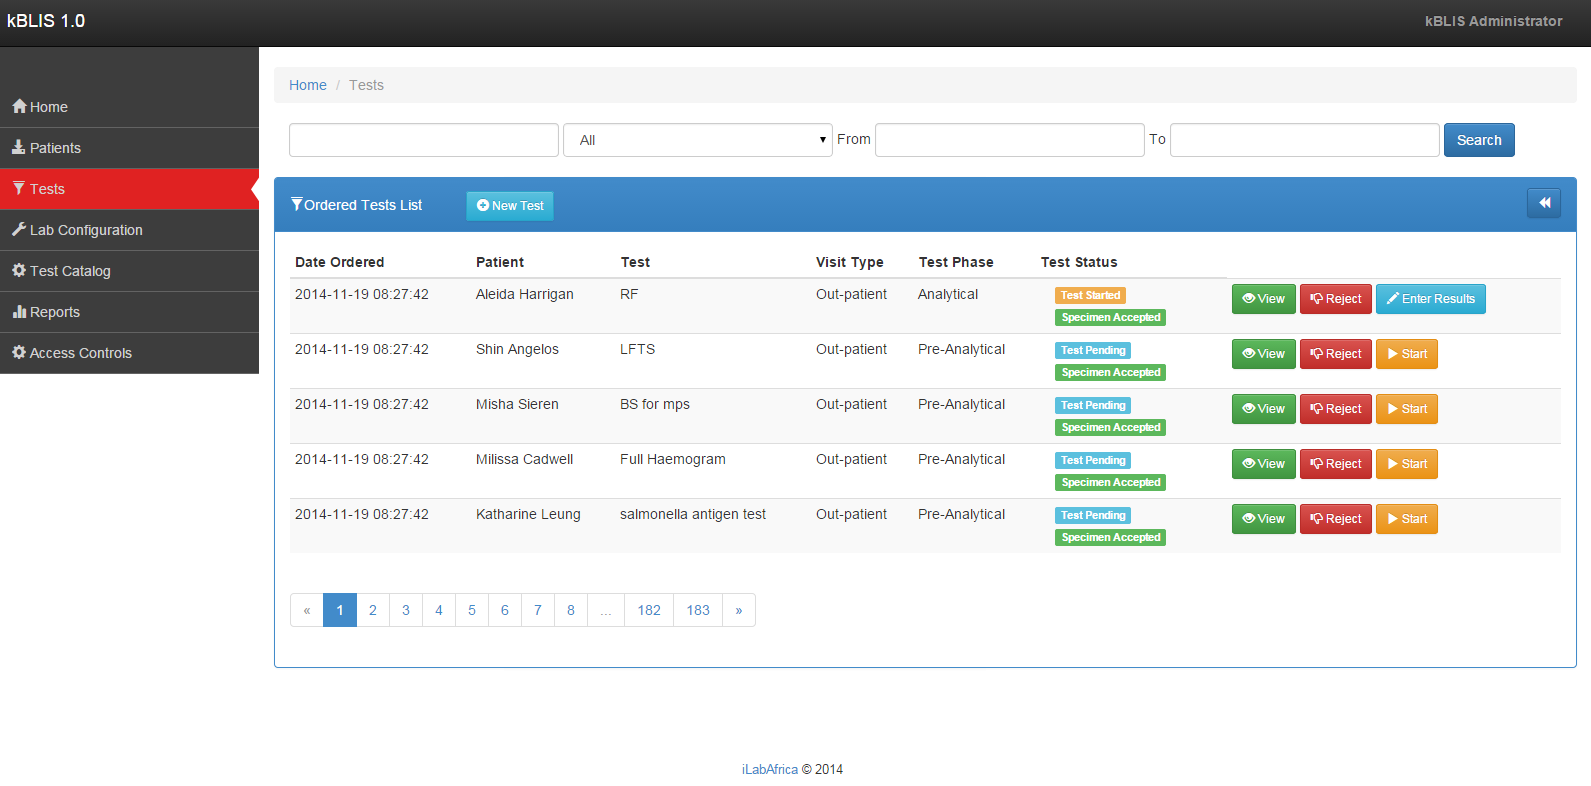 kBLIS 1.0 kBLIS Administrator
Home
Patients
Tests
Lab Configuration
Test Catalog
Reports
Access Controls
Home / Tests
All From To Search
Ordered Tests List New Test
Date Ordered Patient Test Visit Type Test Phase Test Status
2014-11-19 08:27:42 Aleida Harrigan RF Out-patient Analytical Test Started View Reject Enter Results
Specimen Accepted
2014-11-19 08:27:42 Shin Angelos LFTS Out-patient Pre-Analytical Test Pending View Reject Start
Specimen Accepted
2014-11-19 08:27:42 Misha Sieren BS for mps Out-patient Pre-Analytical Test Pending View Reject Start
Specimen Accepted
2014-11-19 08:27:42 Milissa Cadwell Full Haemogram Out-patient Pre-Analytical Test Pending View Reject Start
Specimen Accepted
2014-11-19 08:27:42 Katharine Leung salmonella antigen test Out-patient Pre-Analytical Test Pending View Reject Start
Specimen Accepted
« 1 2 3 4 5 6 7 8 ... 182 183 »
iLabAfrica © 2014